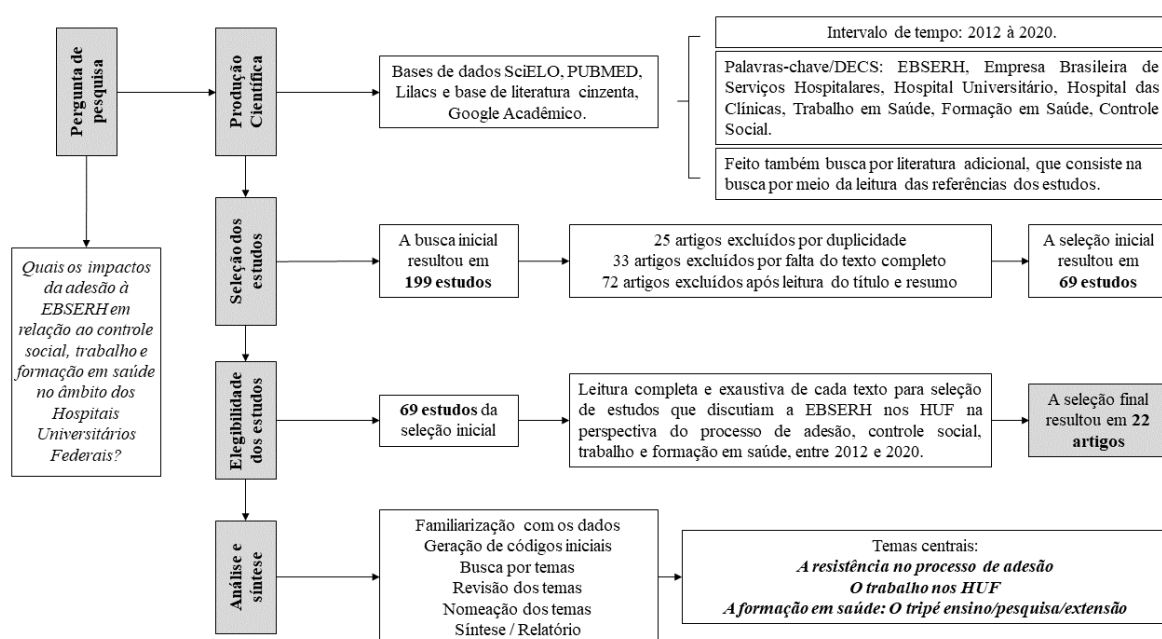 Pergunta de
pesquisa
Quais os impactos
da adesão à
EBSERH em
relação ao controle
social, trabalho e
formação em saúde
no âmbito dos
Hospitais
Universitários
Federais?
Produção
Científica
Bases de dados SciELO, PUBMED,
Lilacs e base de literatura cinzenta,
Google Acadêmico.
Intervalo de tempo: 2012 à 2020.
Palavras-chave/DECS: EBSERH, Empresa Brasileira de
Serviços Hospitalares, Hospital Universitário, Hospital das
Clínicas, Trabalho em Saúde, Formação em Saúde, Controle
Social.
Feito também busca por literatura adicional, que consiste na
busca por meio da leitura das referências dos estudos.
Seleção dos
estudos
A busca inicial
resultou em
199 estudos
25 artigos excluídos por duplicidade
33 artigos excluídos por falta do texto completo
72 artigos excluídos após leitura do título e resumo
A seleção inicial
resultou em
69 estudos
Elegibilidade
dos estudos
69 estudos da
seleção inicial
Leitura completa e exaustiva de cada texto para seleção
de estudos que discutiam a EBSERH nos HUF na
perspectiva do processo de adesão, controle social,
trabalho e formação em saúde, entre 2012 e 2020.
A seleção final
resultou em 22
artigos
Análise e
síntese
Familiarização com os dados
Geração de códigos iniciais
Busca por temas
Revisão dos temas
Nomeação dos temas
Síntese / Relatório
Temas centrais:
A resistência no processo de adesão
O trabalho nos HUF
A formação em saúde: O tripé ensino/pesquisa/extensão